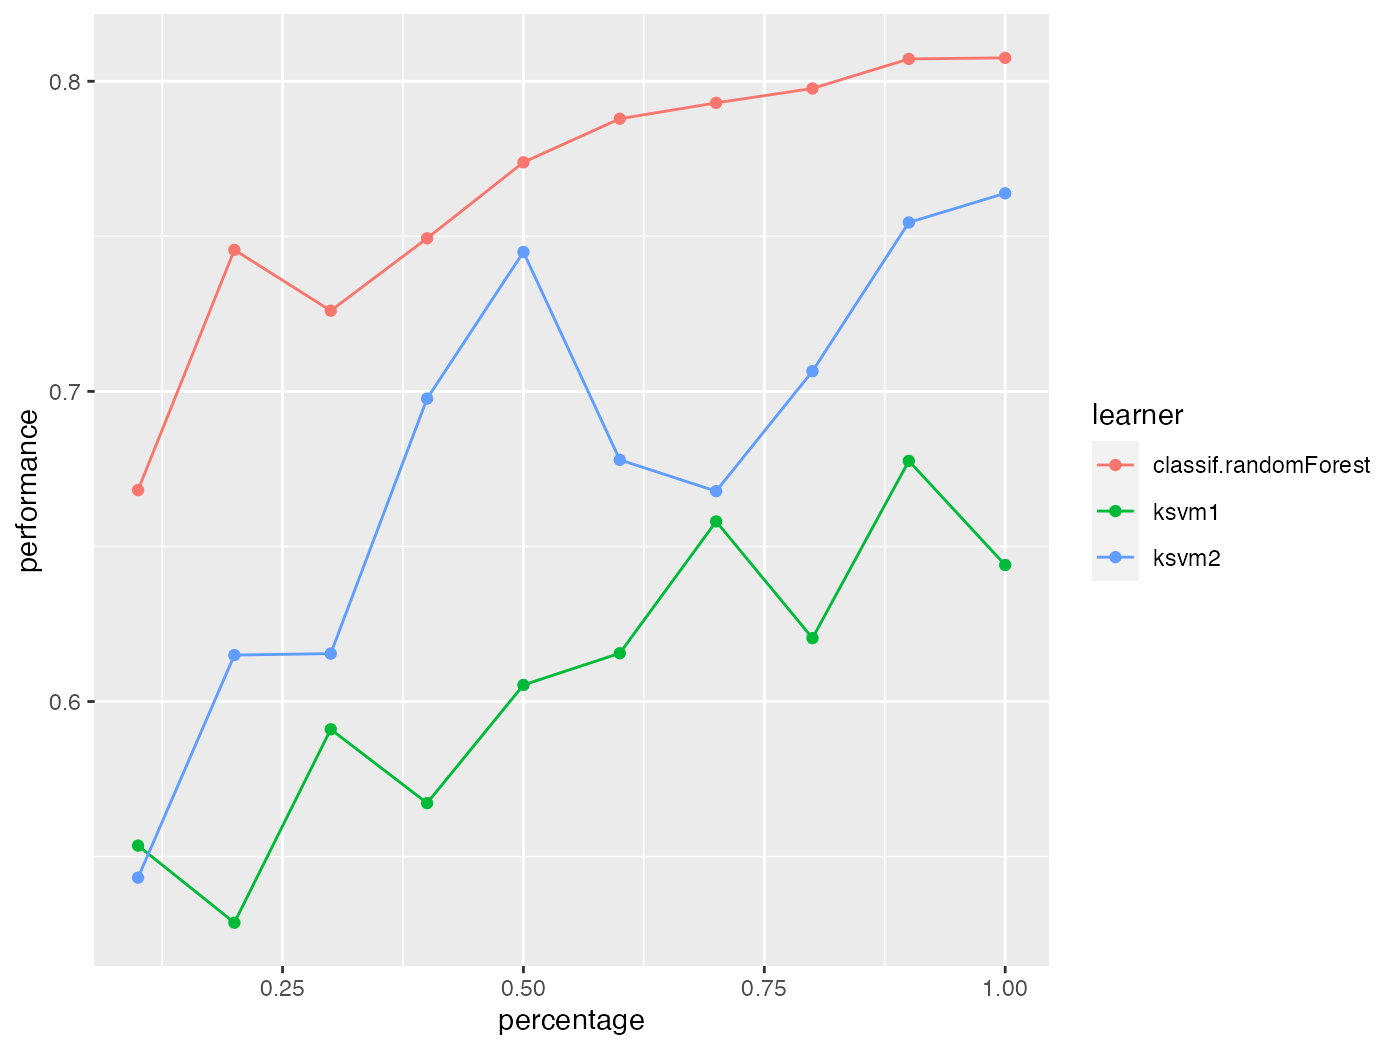 0.8
0.7
0.6
performance
0.25 0.50 0.75 1.00
percentage
learner
classif.randomForest
ksvm1
ksvm2